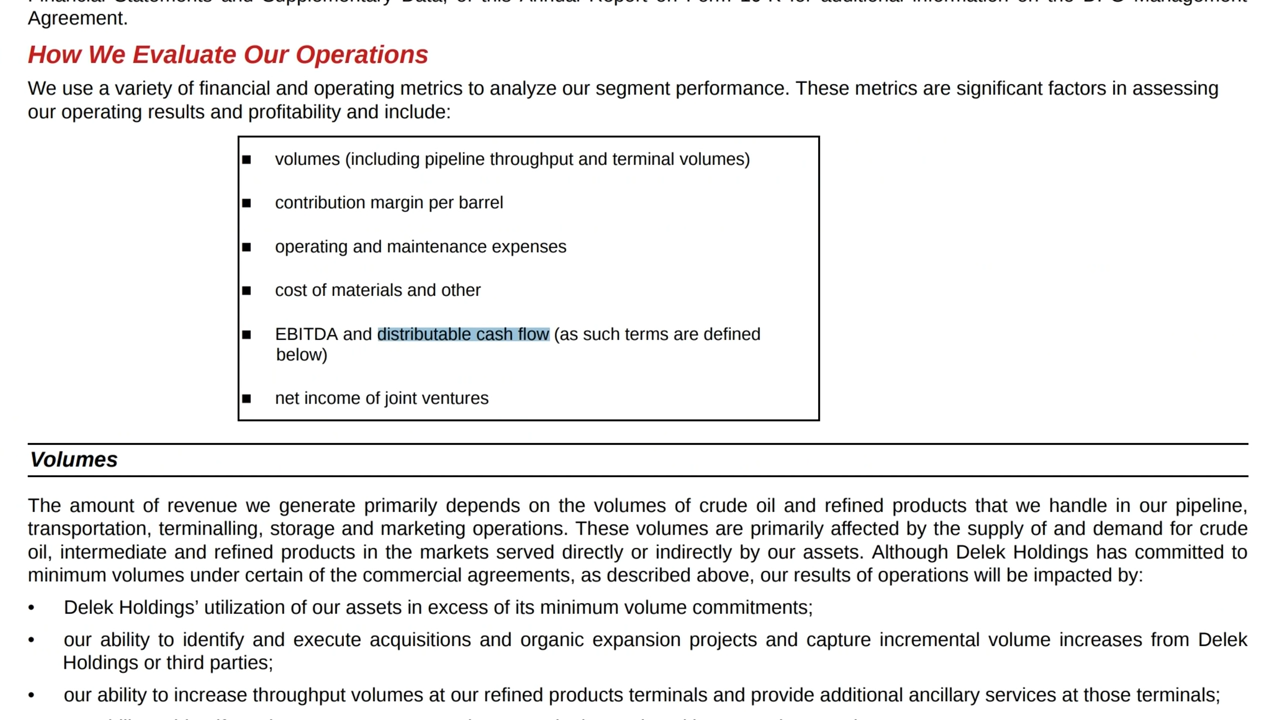 Agreement.
How We Evaluate Our Operations
We use a variety of financial and operating metrics to analyze our segment performance. These metrics are significant factors in assessing
our operating results and profitability and include:
■ volumes (including pipeline throughput and terminal volumes)
■ contribution margin per barrel
■ operating and maintenance expenses
■ cost of materials and other
■ EBITDA and distributable cash flow (as such terms are defined
below)
■ net income of joint ventures
Volumes
The amount of revenue we generate primarily depends on the volumes of crude oil and refined products that we handle in our pipeline,
transportation, terminalling, storage and marketing operations. These volumes are primarily affected by the supply of and demand for crude
oil, intermediate and refined products in the markets served directly or indirectly by our assets. Although Delek Holdings has committed to
minimum volumes under certain of the commercial agreements, as described above, our results of operations will be impacted by:
• Delek Holdings’ utilization of our assets in excess of its minimum volume commitments;
• our ability to identify and execute acquisitions and organic expansion projects and capture incremental volume increases from Delek
Holdings or third parties;
• our ability to increase throughput volumes at our refined products terminals and provide additional ancillary services at those terminals;